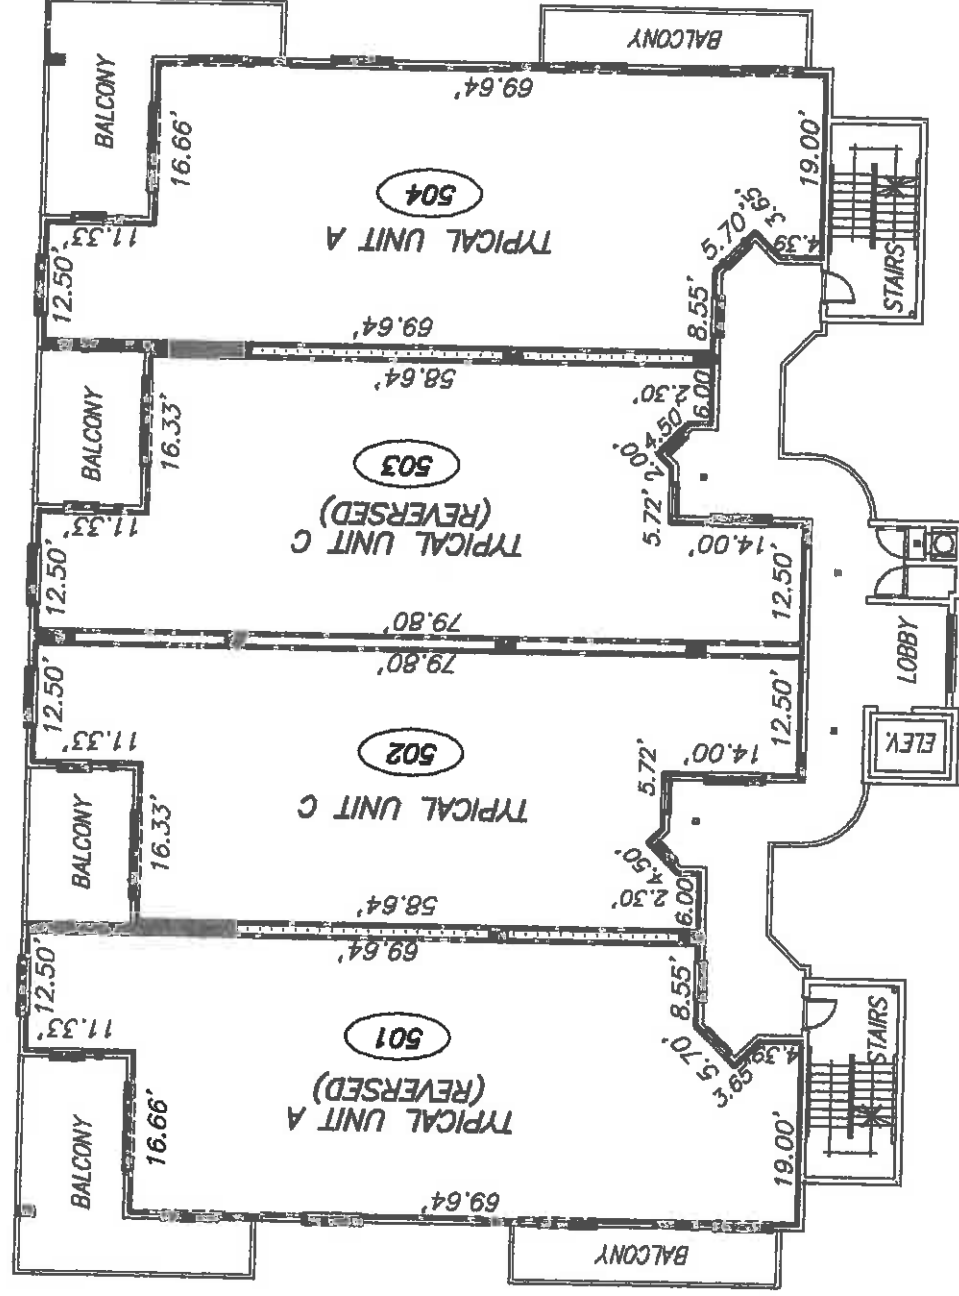 BALCONY
BALCONY
69.64'
16.66'
19.00'
504
TYPICAL UNIT A
11.33'
12.50'
5.70'
3.65'
4.39'
8.55'
STAIRS
69.64'
58.64'
BALCONY
16.33'
2.30'
6.00'
4.50'
2.00'
503
TYPICAL UNIT C
(REVERSED)
11.33'
12.50'
5.72'
14.00'
12.50'
79.80'
LOBBY
79.80'
12.50'
11.33'
502
TYPICAL UNIT C
5.72'
14.00'
12.50'
ELEV.
BALCONY
16.33'
4.50'
2.30'
6.00'
58.64'
69.64'
12.50'
11.33'
501
TYPICAL UNIT A
(REVERSED)
8.55'
5.70'
3.65'
4.39'
STAIRS
BALCONY
16.66'
19.00'
69.64'
BALCONY